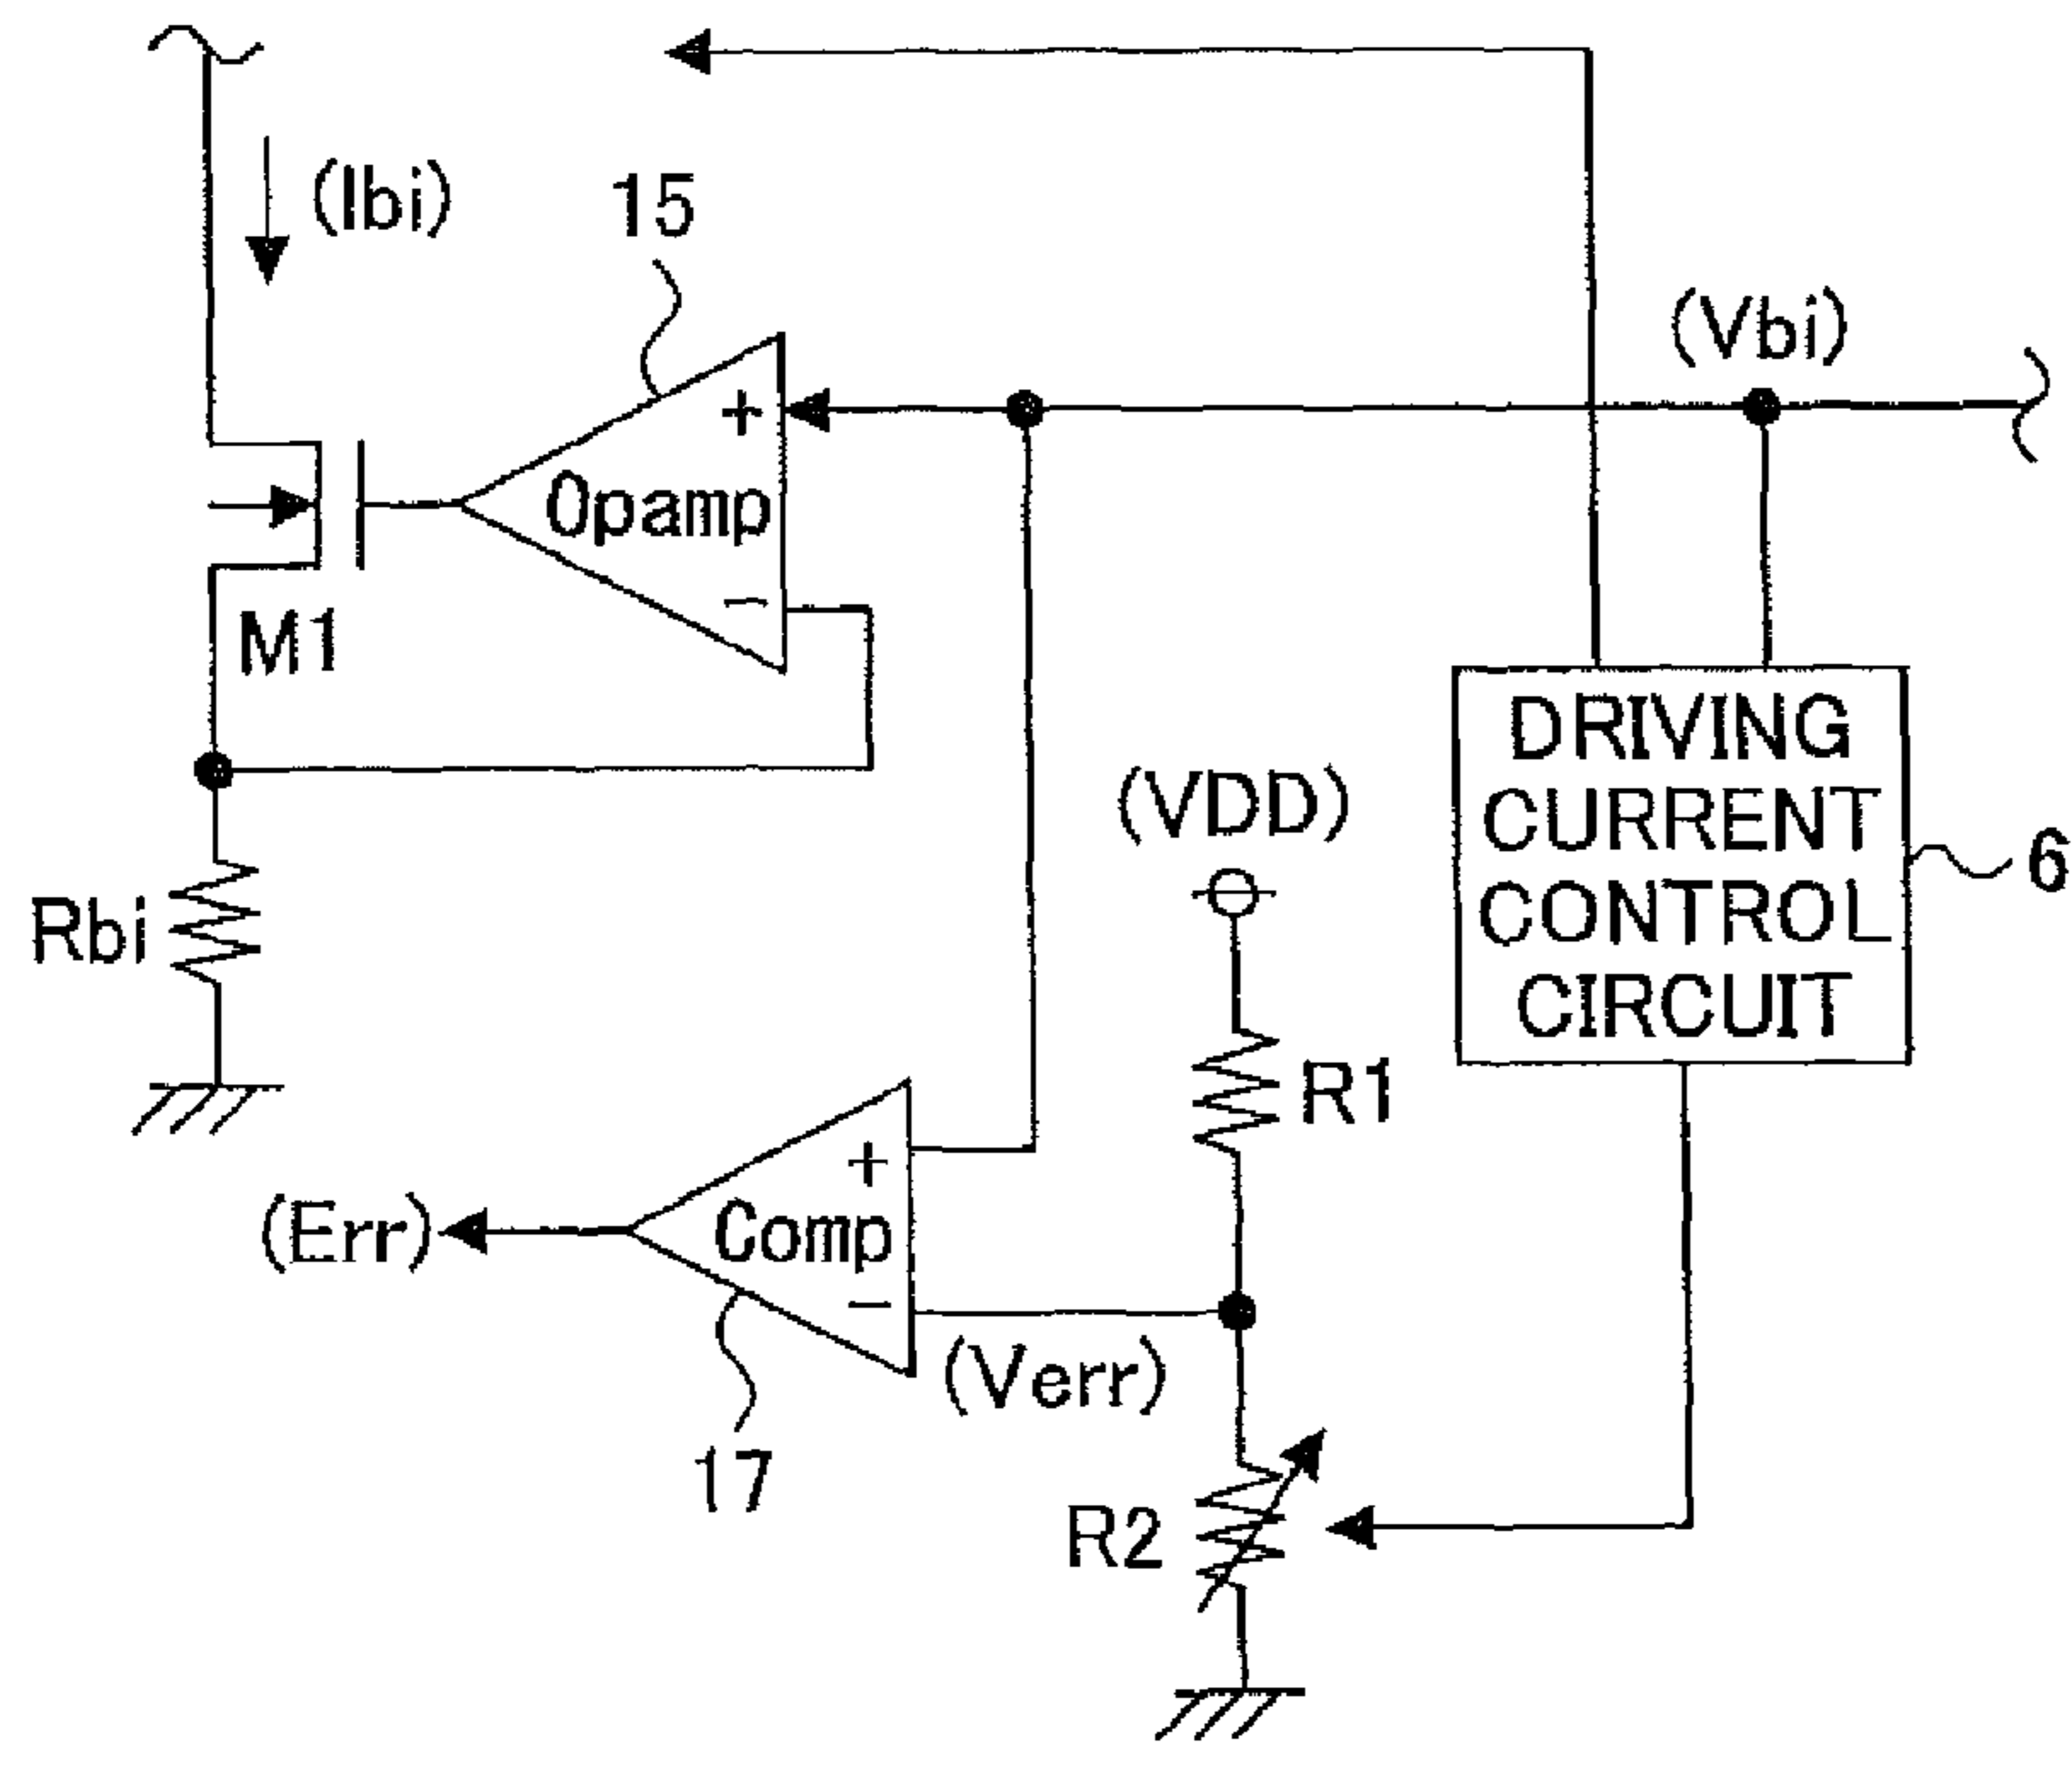 (Ibi)
15
(Vbi)
+
Opamp
−
M1
DRIVING
CURRENT
CONTROL
CIRCUIT
6
(VDD)
Rbi
R1
+
Comp
−
(Err)
(Verr)
17
R2